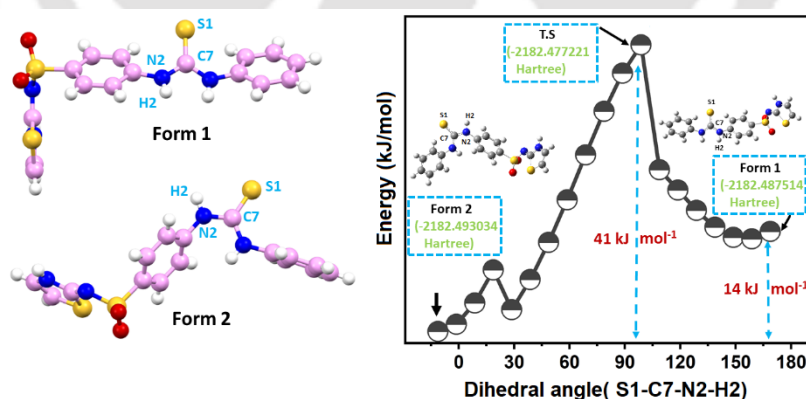 S1
N2
C7
H2
Form 1
H2
S1
N2
C7
Form 2
Energy (kJ/mol)
T.S
(-2182.477221
Hartree)
S1
H2
C7
N2
S1
C7
N2
H2
Form 2
(-2182.493034
Hartree)
Form 1
(-2182.487514
Hartree)
41 kJ mol-1
14 kJ mol-1
0 30 60 90 120 150 180
Dihedral angle( S1-C7-N2-H2)